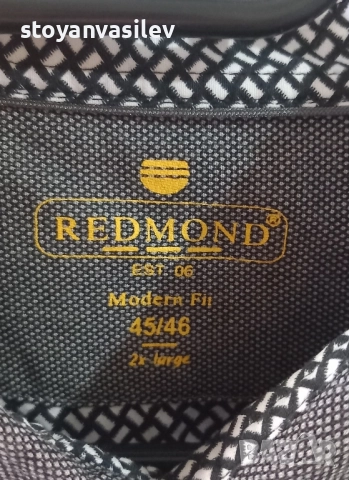 stoyanvasilev
REDMOND®
EST. 06
Modern Fit
45/46
2x large